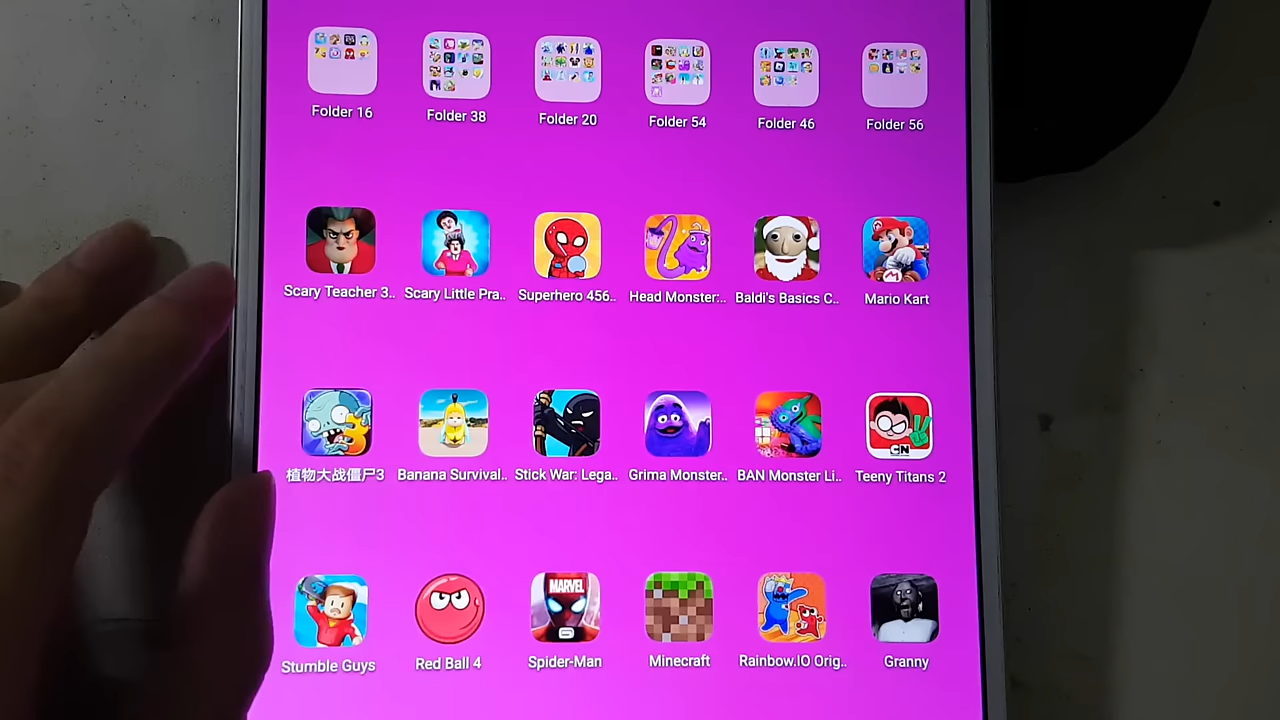 Folder 16
Folder 38
Folder 20
Folder 54
Folder 46
Folder 56
Scary Teacher 3..
Scary Little Pra..
Superhero 456..
Head Monster:..
Baldi's Basics C..
Mario Kart
M
3
CN
植物大战僵尸3
Banana Survival..
Stick War: Lega..
Grima Monster..
BAN Monster Li..
Teeny Titans 2
MARVEL
Stumble Guys
Red Ball 4
Spider-Man
Minecraft
Rainbow.IO Orig..
Granny